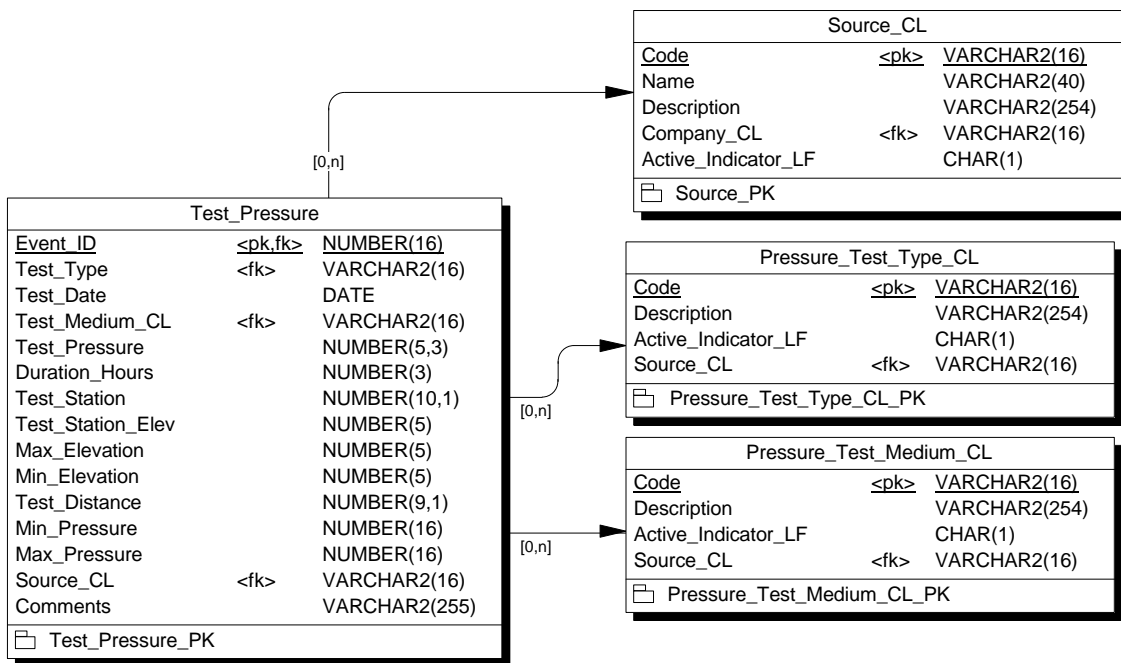 Source_CL
Code <pk> VARCHAR2(16)
Name VARCHAR2(40)
Description VARCHAR2(254)
Company_CL <fk> VARCHAR2(16)
Active_Indicator_LF CHAR(1)
Source_PK
[0,n]
Test_Pressure
Event_ID <pk,fk> NUMBER(16)
Test_Type <fk> VARCHAR2(16)
Test_Date DATE
Test_Medium_CL <fk> VARCHAR2(16)
Test_Pressure NUMBER(5,3)
Duration_Hours NUMBER(3)
Test_Station NUMBER(10,1)
Test_Station_Elev NUMBER(5)
Max_Elevation NUMBER(5)
Min_Elevation NUMBER(5)
Test_Distance NUMBER(9,1)
Min_Pressure NUMBER(16)
Max_Pressure NUMBER(16)
Source_CL <fk> VARCHAR2(16)
Comments VARCHAR2(255)
Test_Pressure_PK
[0,n]
Pressure_Test_Type_CL
Code <pk> VARCHAR2(16)
Description VARCHAR2(254)
Active_Indicator_LF CHAR(1)
Source_CL <fk> VARCHAR2(16)
Pressure_Test_Type_CL_PK
[0,n]
Pressure_Test_Medium_CL
Code <pk> VARCHAR2(16)
Description VARCHAR2(254)
Active_Indicator_LF CHAR(1)
Source_CL <fk> VARCHAR2(16)
Pressure_Test_Medium_CL_PK